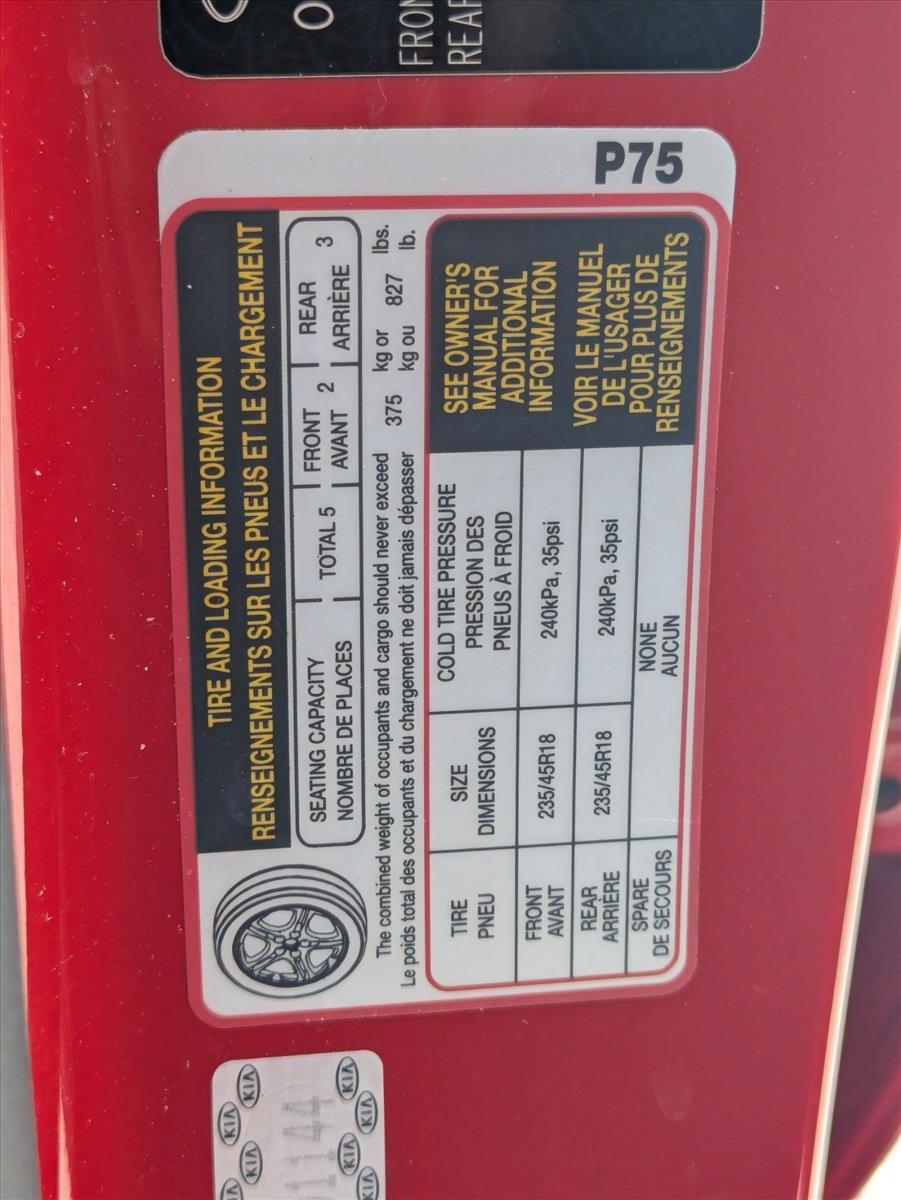 FRON
REAR
P75
TIRE AND LOADING INFORMATION
RENSEIGNEMENTS SUR LES PNEUS ET LE CHARGEMENT
SEATING CAPACITY TOTAL 5 FRONT 2 REAR 3
NOMBRE DE PLACES AVANT ARRIÈRE
The combined weight of occupants and cargo should never exceed 375 kg or 827 lbs.
Le poids total des occupants et du chargement ne doit jamais dépasser kg ou lb.
TIRE SIZE COLD TIRE PRESSURE
PNEU DIMENSIONS PRESSION DES
PNEUS À FROID
FRONT 235/45R18 240kPa, 35psi
AVANT
REAR 235/45R18 240kPa, 35psi
ARRIÈRE
SPARE NONE
DE SECOURS AUCUN
SEE OWNER'S
MANUAL FOR
ADDITIONAL
INFORMATION
VOIR LE MANUEL
DE L'USAGER
POUR PLUS DE
RENSEIGNEMENTS
KIA KIA
KIA KIA
KIA KIA
KIA KIA